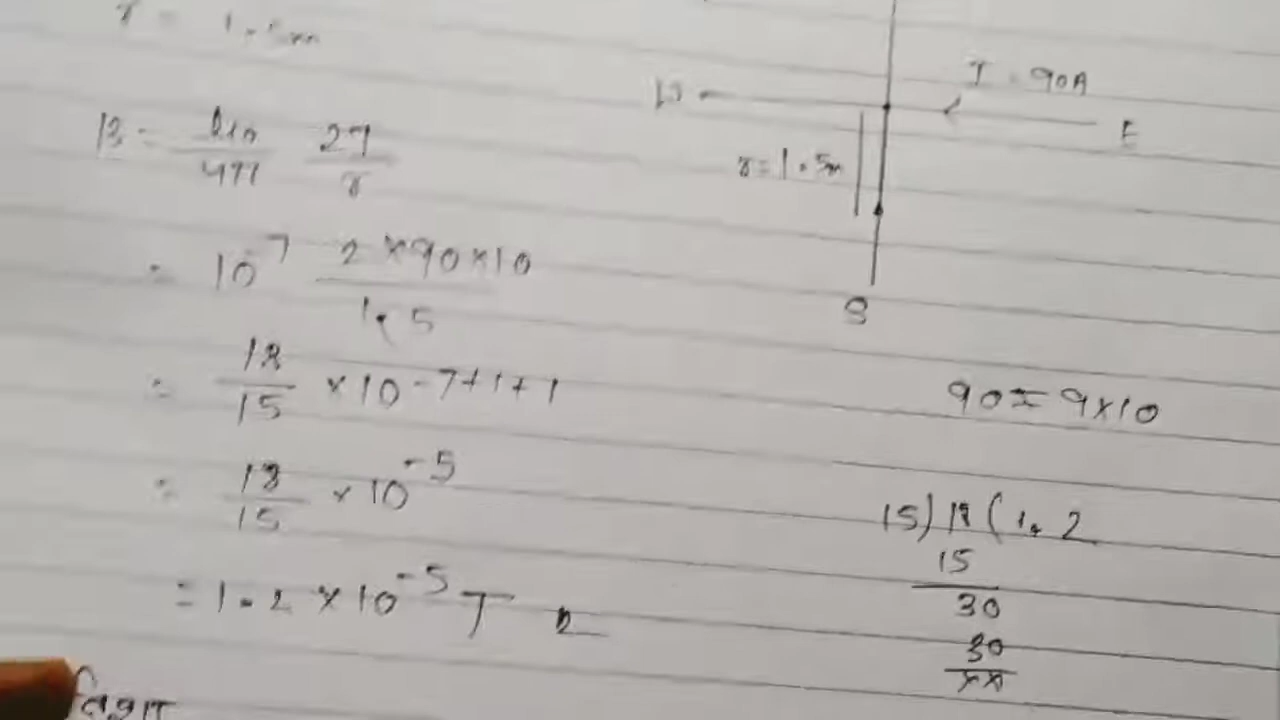 r = 1.5m
B = μ0/4π 2I/r
= 10^-7 2×90×10/1.5
= 18/15 × 10^-7+1+1
= 18/15 × 10^-5
= 1.2 × 10^-5 T
I = 90A
E
r = 1.5m
S
90 = 9×10
15) 18 ( 1.2
15
30
30
××